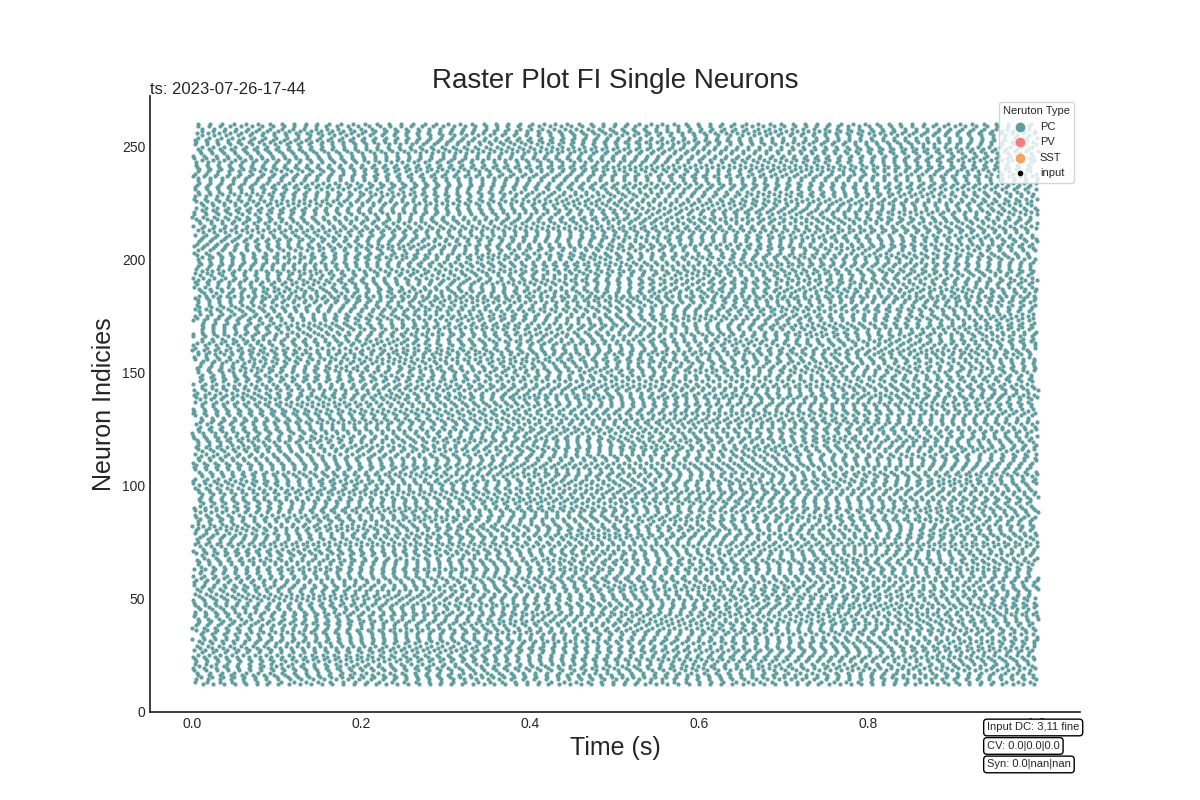 Raster Plot FI Single Neurons
ts: 2023-07-26-17-44
Neruton Type
PC
PV
SST
input
Neuron Indicies
250
200
150
100
50
0
0.0 0.2 0.4 0.6 0.8
Time (s)
Input DC: 3,11 fine
CV: 0.0|0.0|0.0
Syn: 0.0|nan|nan